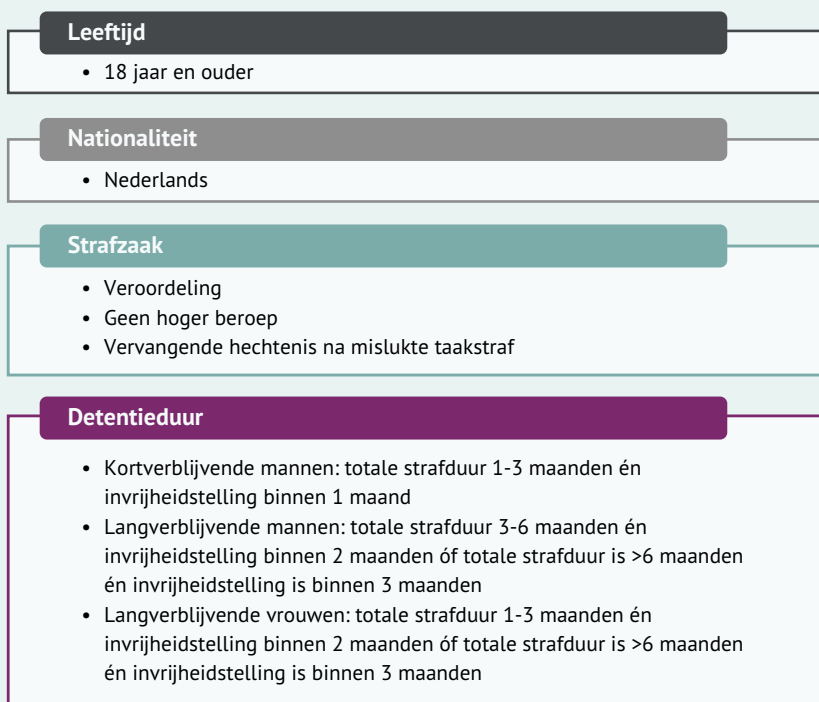 Leeftijd
• 18 jaar en ouder
Nationaliteit
• Nederlands
Strafzaak
• Veroordeling
• Geen hoger beroep
• Vervangende hechtenis na mislukte taakstraf
Detentieduur
• Kortverblijvende mannen: totale strafduur 1-3 maanden én
invrijheidstelling binnen 1 maand
• Langverblijvende mannen: totale strafduur 3-6 maanden én
invrijheidstelling binnen 2 maanden óf totale strafduur is >6 maanden
én invrijheidstelling is binnen 3 maanden
• Langverblijvende vrouwen: totale strafduur 1-3 maanden én
invrijheidstelling binnen 2 maanden óf totale strafduur is >6 maanden
én invrijheidstelling is binnen 3 maanden